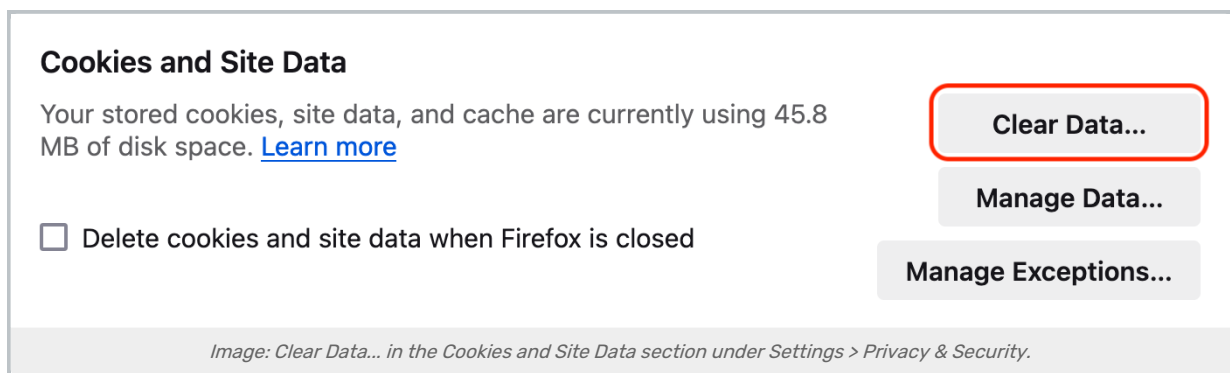 Cookies and Site Data
Your stored cookies, site data, and cache are currently using 45.8
MB of disk space. Learn more
Clear Data...
Manage Data...
Delete cookies and site data when Firefox is closed
Manage Exceptions...
Image: Clear Data... in the Cookies and Site Data section under Settings > Privacy & Security.